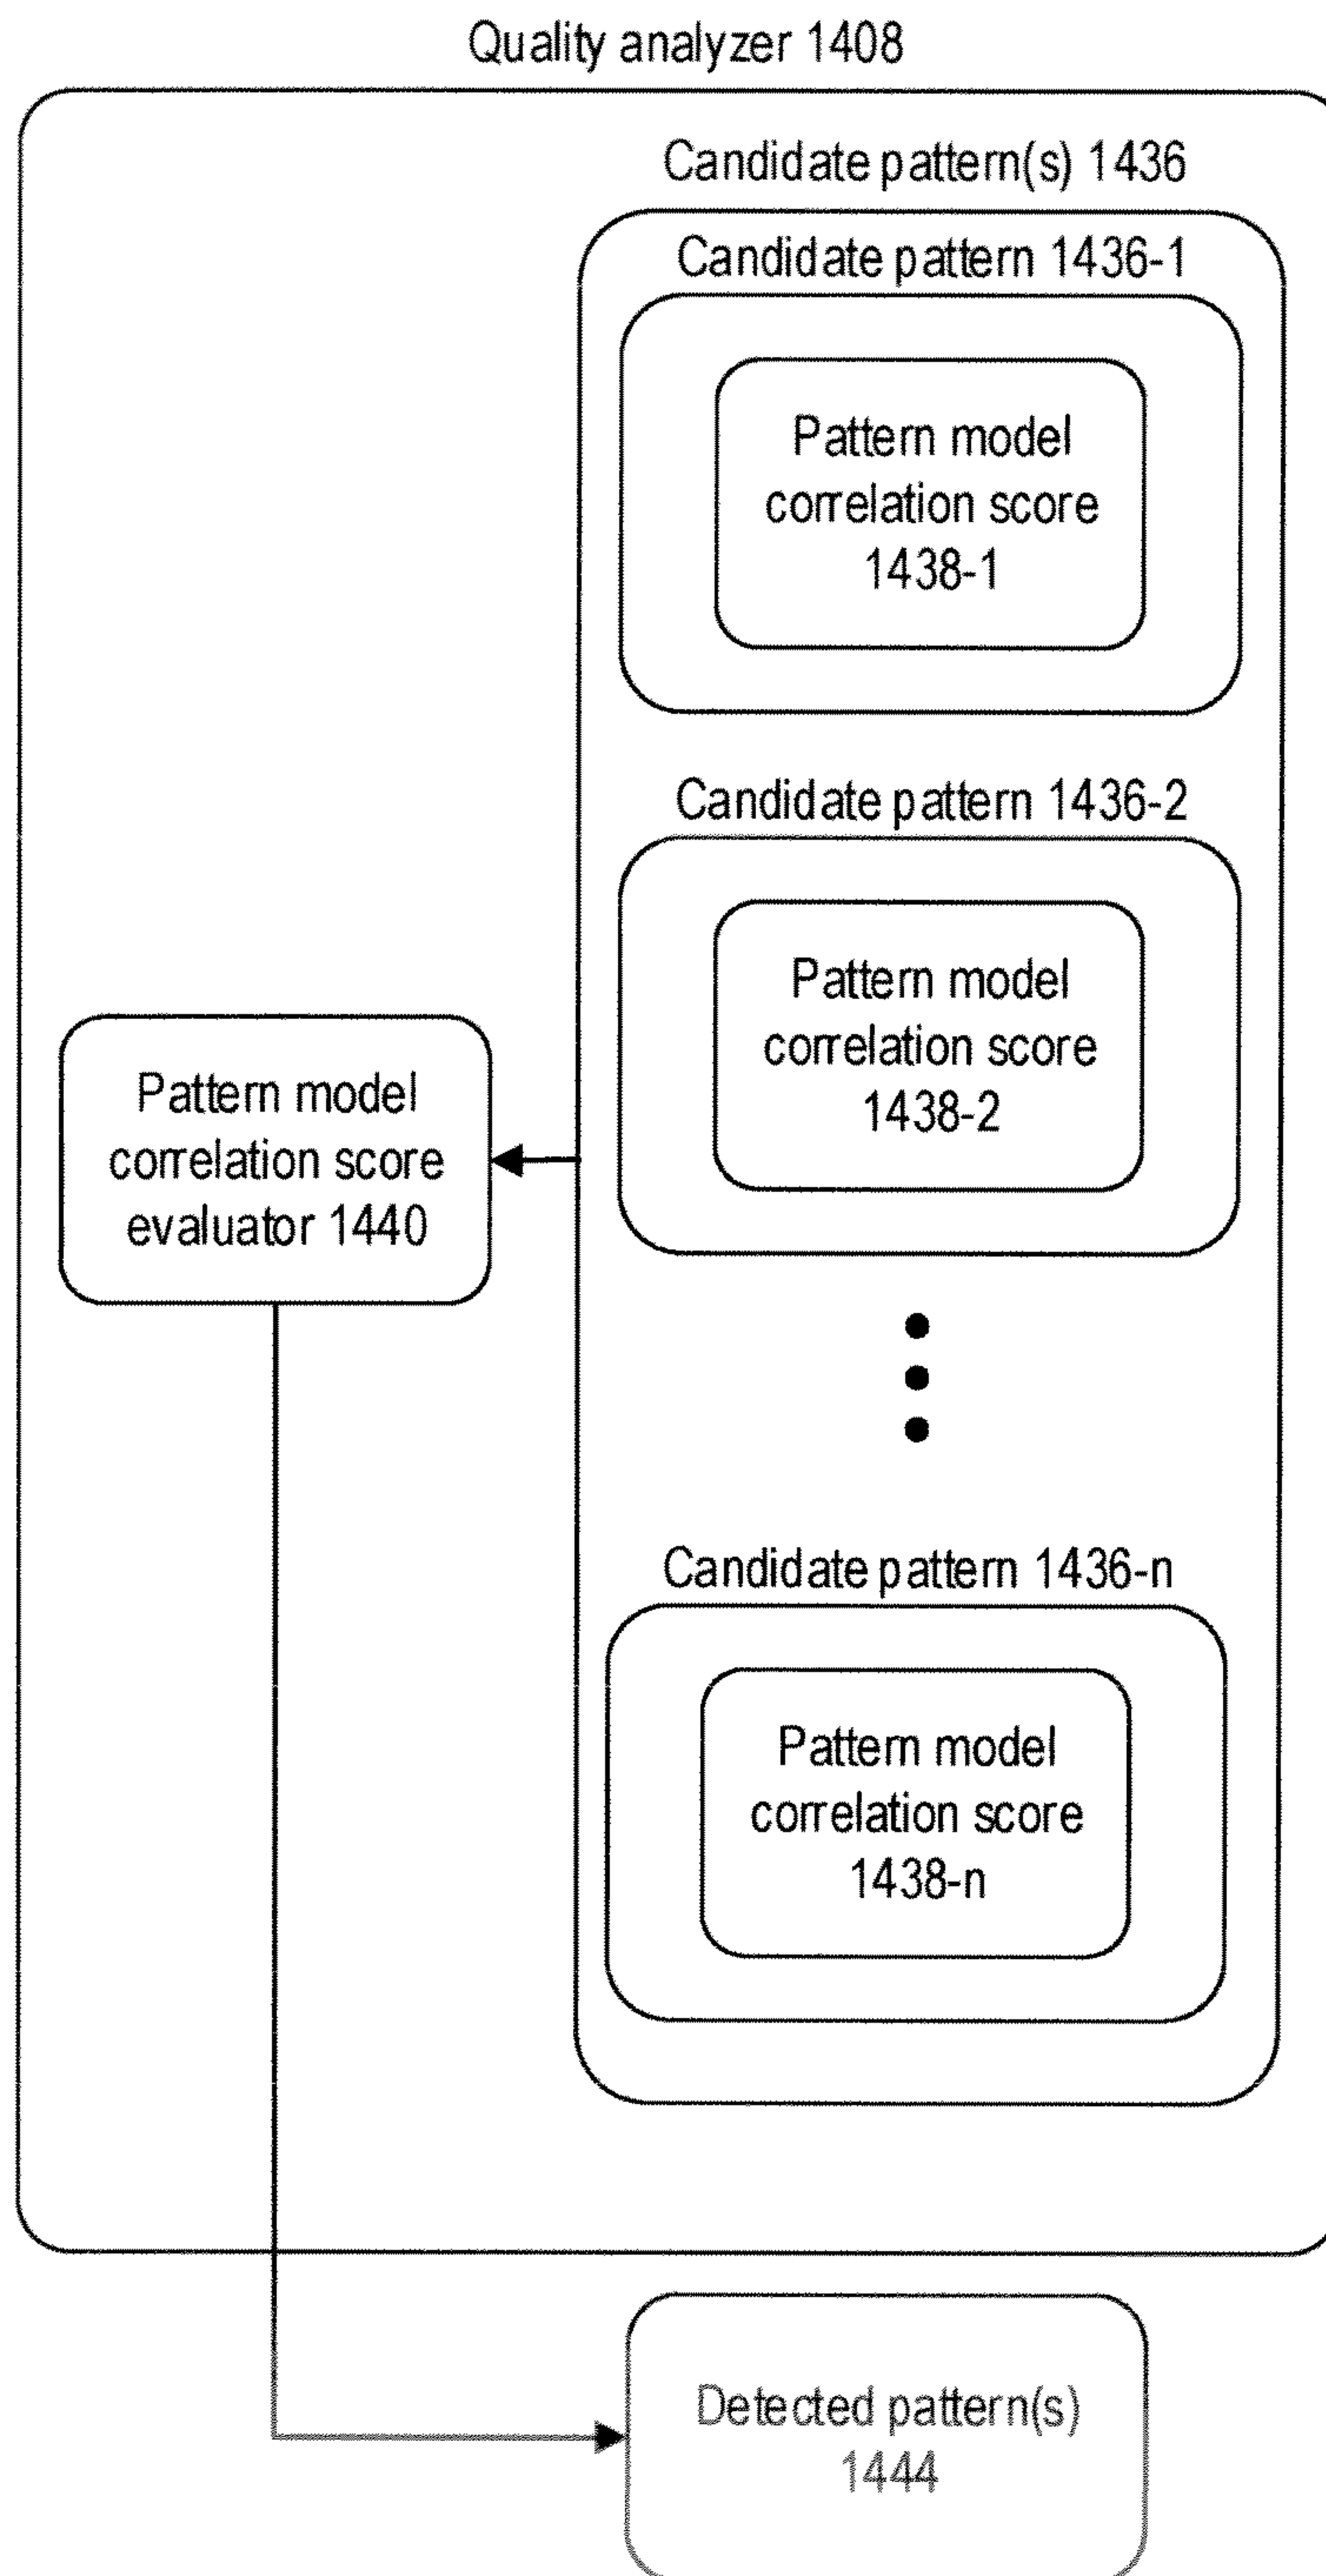 Quality analyzer 1408
Candidate pattern(s) 1436
Candidate pattern 1436-1
Pattern model
correlation score
1438-1
Candidate pattern 1436-2
Pattern model
correlation score
1438-2
Pattern model
correlation score
evaluator 1440
Candidate pattern 1436-n
Pattern model
correlation score
1438-n
Detected pattern(s)
1444